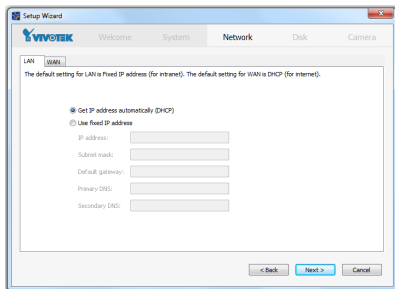 Setup Wizard
VIVOTEK Welcome System Network Disk Camera
LAN WAN
The default setting for LAN is Fixed IP address (for intranet). The default setting for WAN is DHCP (for internet).
Get IP address automatically (DHCP)
Use fixed IP address
IP address:
Subnet mask:
Default gateway:
Primary DNS:
Secondary DNS:
< Back Next > Cancel